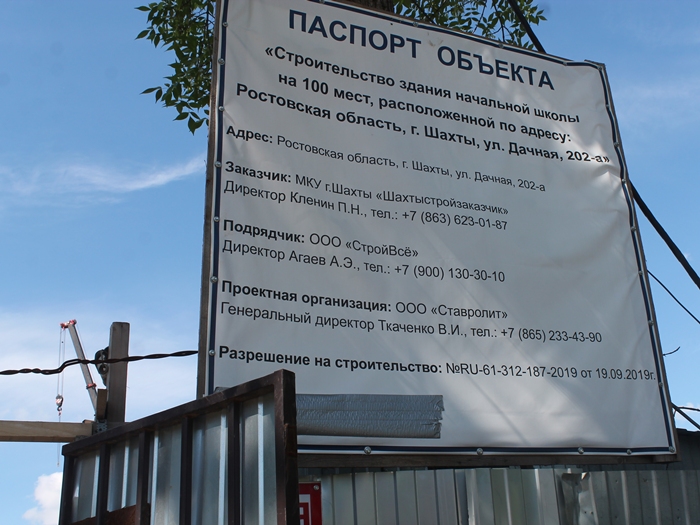 ПАСПОРТ ОБЪЕКТА
«Строительство здания начальной школы
на 100 мест, расположенной по адресу:
Ростовская область, г. Шахты, ул. Дачная, 202-а»
Адрес: Ростовская область, г. Шахты, ул. Дачная, 202-а
Заказчик: МКУ г.Шахты «Шахтыстройзаказчик»
Директор Кленин П.Н., тел.: +7 (863) 623-01-87
Подрядчик: ООО «СтройВсё»
Директор Агаев А.Э., тел.: +7 (900) 130-30-10
Проектная организация: ООО «Ставролит»
Генеральный директор Ткаченко В.И., тел.: +7 (865) 233-43-90
Разрешение на строительство: №RU-61-312-187-2019 от 19.09.2019г.